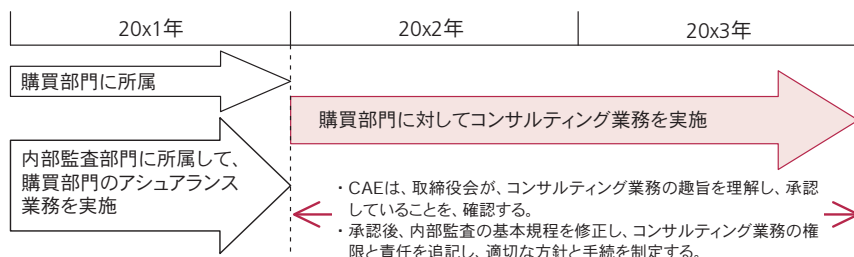 20x1年
20x2年
20x3年
購買部門に所属
購買部門に対してコンサルティング業務を実施
内部監査部門に所属して、
購買部門のアシュアランス
業務を実施
・CAEは、取締役会が、コンサルティング業務の趣旨を理解し、承認
していることを、確認する。
・承認後、内部監査の基本規程を修正し、コンサルティング業務の権
限と責任を追記し、適切な方針と手続を制定する。